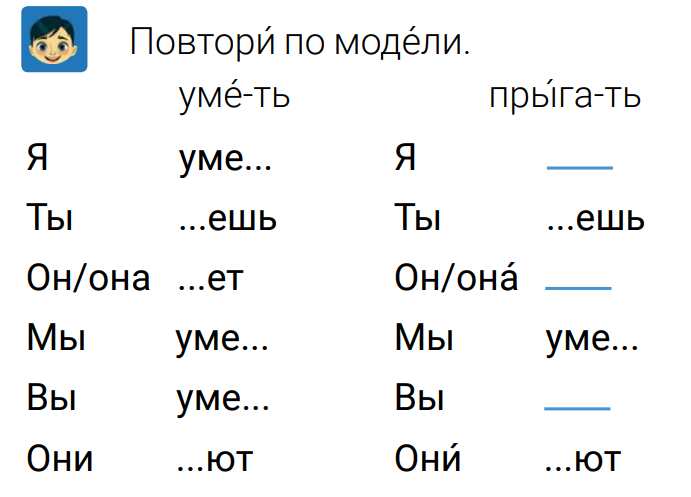 Повтори́ по моде́ли.
уме́-ть пры́га-ть
Я уме... Я
Ты ...ешь Ты ...ешь
Он/она ...ет Он/она́
Мы уме... Мы уме...
Вы уме... Вы
Они ...ют Они́ ...ют